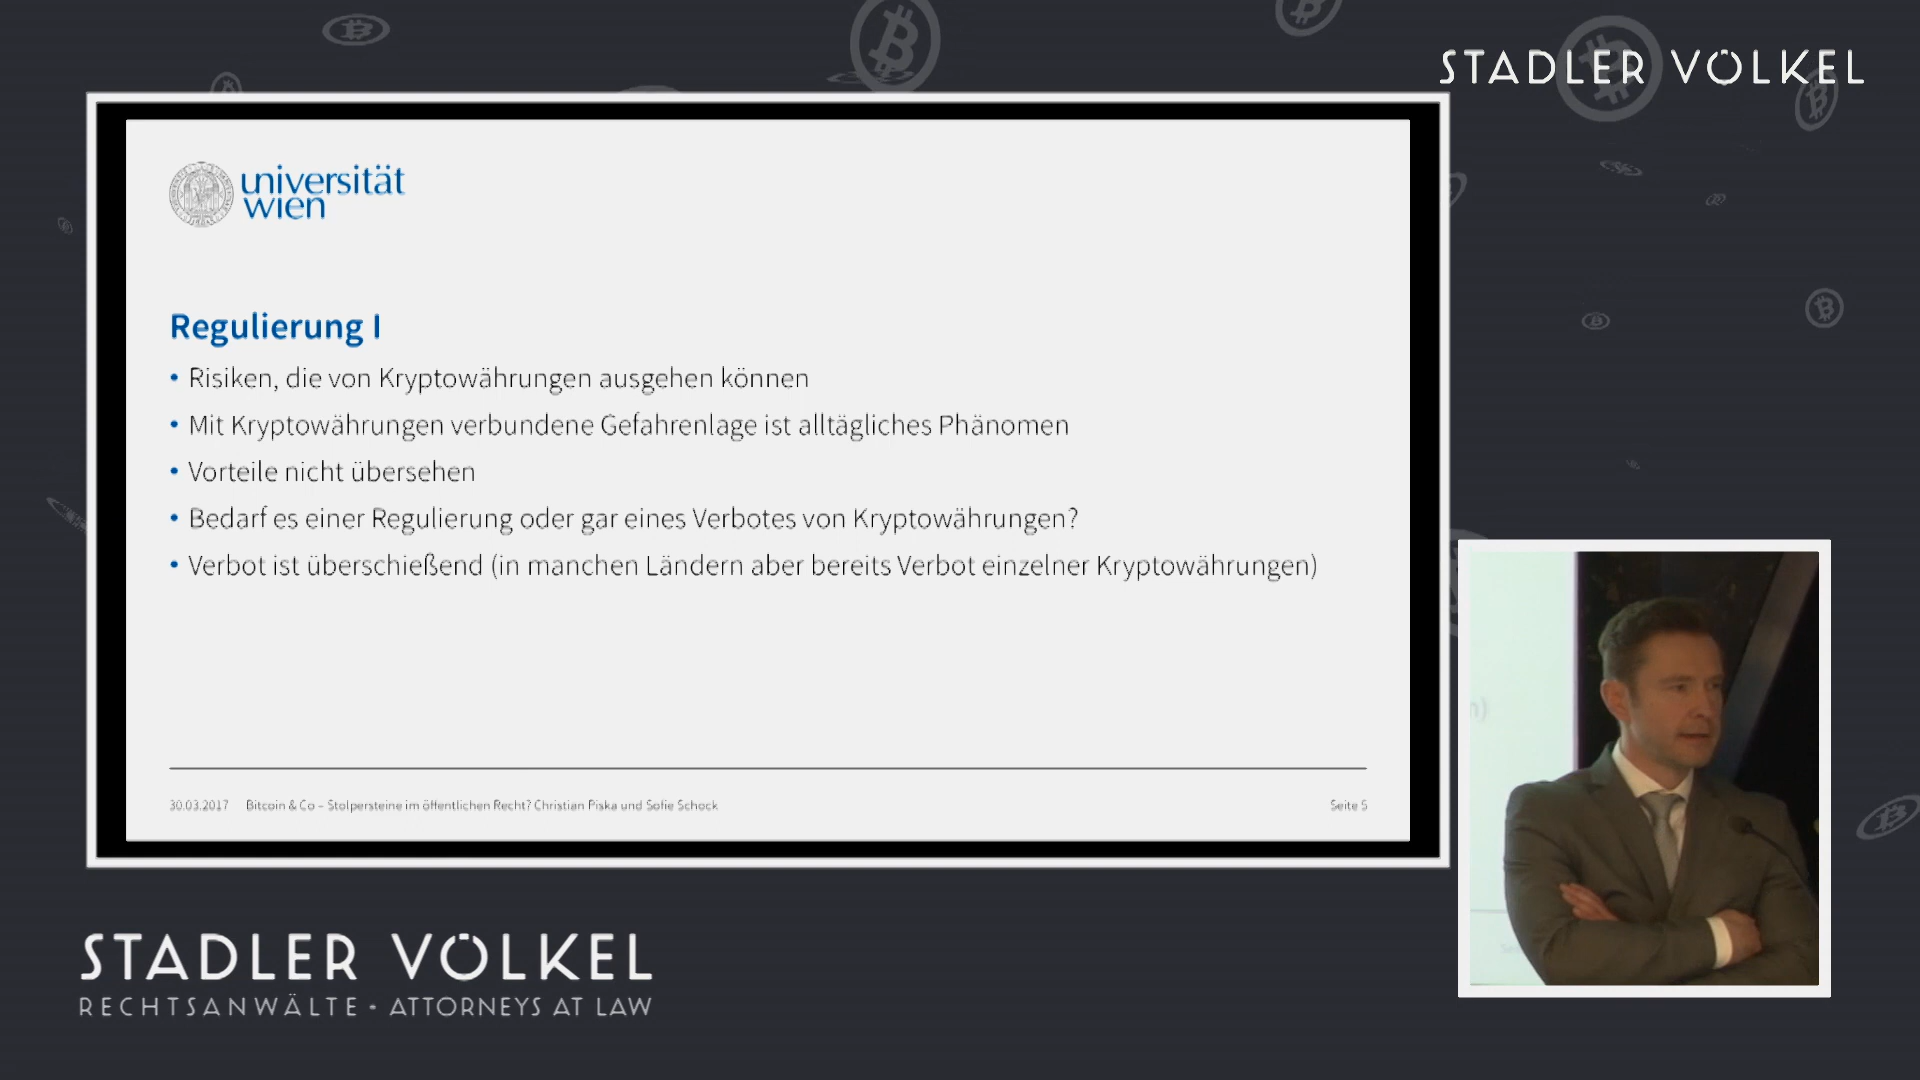 STADLER VÖLKEL
universität
wien
Regulierung I
• Risiken, die von Kryptowährungen ausgehen können
• Mit Kryptowährungen verbundene Gefahrenlage ist alltägliches Phänomen
• Vorteile nicht übersehen
• Bedarf es einer Regulierung oder gar eines Verbotes von Kryptowährungen?
• Verbot ist überschießend (in manchen Ländern aber bereits Verbot einzelner Kryptowährungen)
30.03.2017 Bitcoin & Co – Stolpersteine im öffentlichen Recht? Christian Piska und Sofie Schock Seite 5
STADLER VÖLKEL
RECHTSANWÄLTE • ATTORNEYS AT LAW